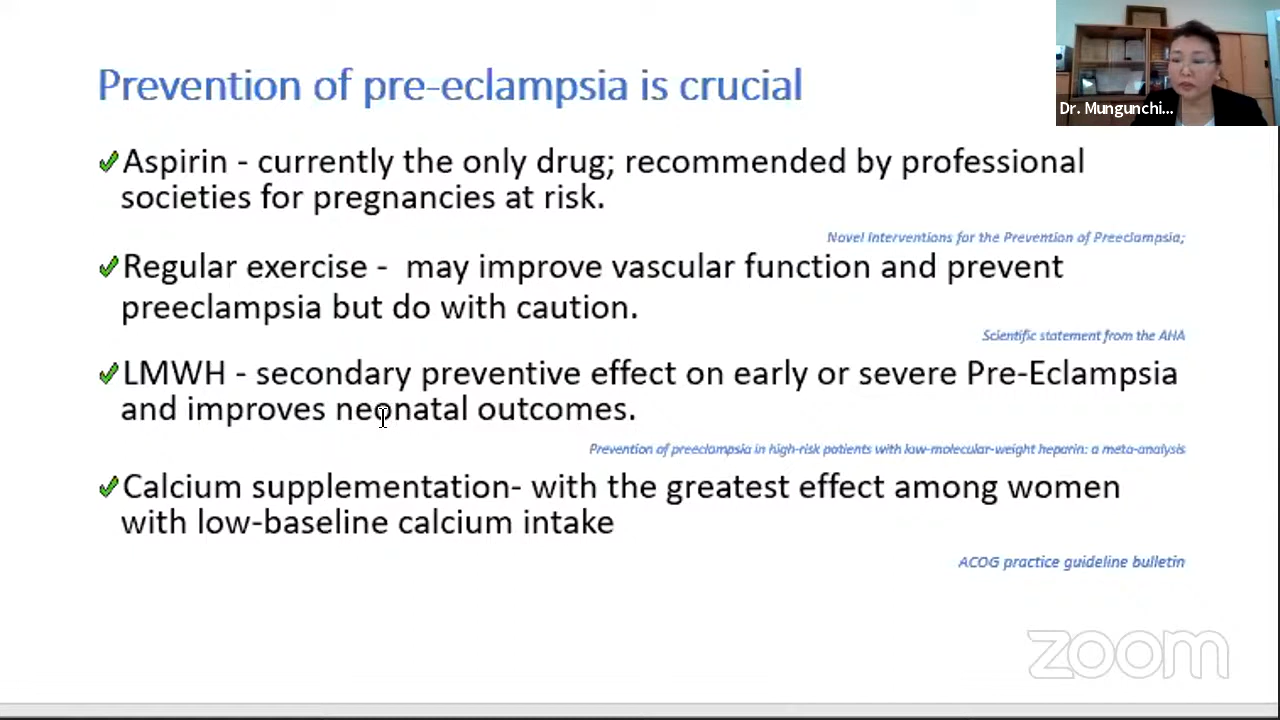 Prevention of pre-eclampsia is crucial
Dr. Mungunchi...
Aspirin - currently the only drug; recommended by professional
societies for pregnancies at risk.
Novel Interventions for the Prevention of Preeclampsia;
Regular exercise -  may improve vascular function and prevent
preeclampsia but do with caution.
Scientific statement from the AHA
LMWH - secondary preventive effect on early or severe Pre-Eclampsia
and improves neonatal outcomes.
Prevention of preeclampsia in high-risk patients with low-molecular-weight heparin: a meta-analysis
Calcium supplementation- with the greatest effect among women
with low-baseline calcium intake
ACOG practice guideline bulletin
zoom